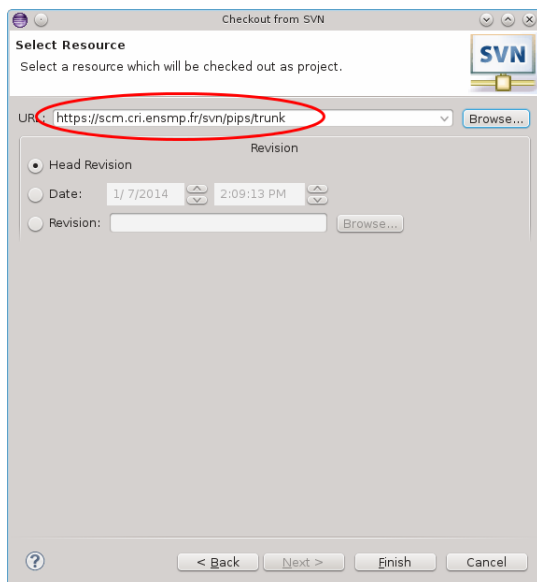 Checkout from SVN
Select Resource
Select a resource which will be checked out as project.
SVN
URL: https://scm.cri.ensmp.fr/svn/pips/trunk Browse...
Revision
Head Revision
Date: 1/ 7/2014 2:09:13 PM
Revision: Browse...
? < Back Next > Finish Cancel